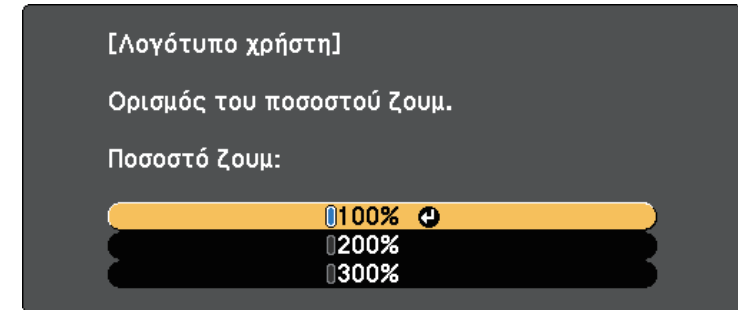 [Λογότυπο χρήστη]
Ορισμός του ποσοστού ζουμ.
Ποσοστό ζουμ:
100%
200%
300%